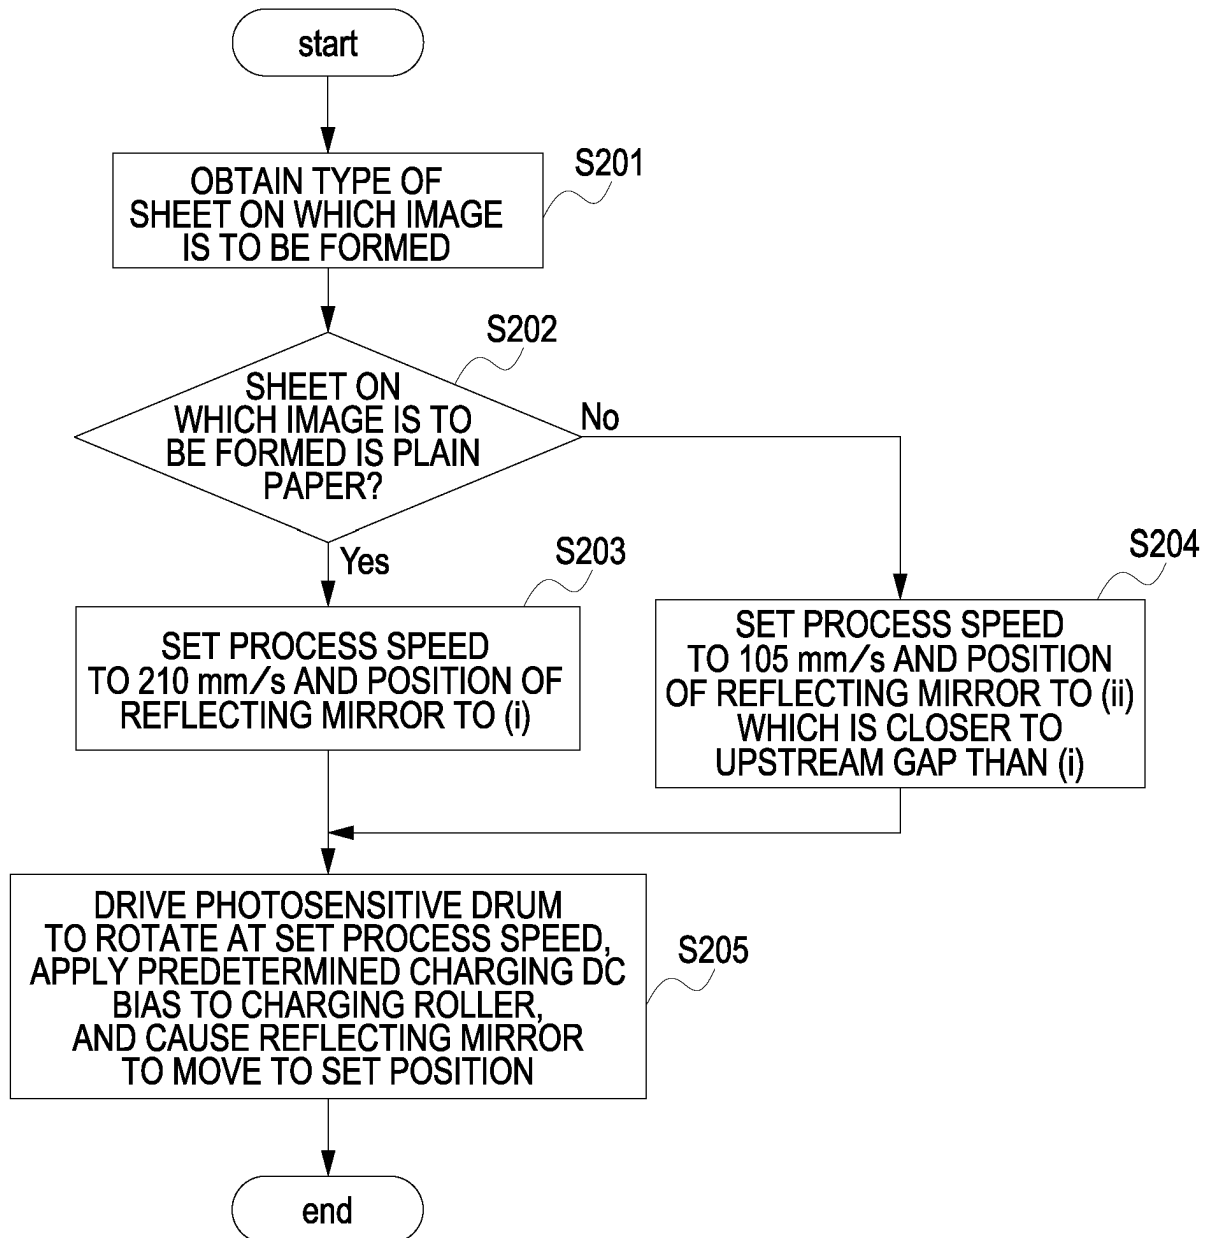 start
S201
OBTAIN TYPE OF
SHEET ON WHICH IMAGE
IS TO BE FORMED
S202
SHEET ON
WHICH IMAGE IS TO
BE FORMED IS PLAIN
PAPER?
No
Yes
S203
SET PROCESS SPEED
TO 210 mm/s AND POSITION OF
REFLECTING MIRROR TO (i)
S204
SET PROCESS SPEED
TO 105 mm/s AND POSITION
OF REFLECTING MIRROR TO (ii)
WHICH IS CLOSER TO
UPSTREAM GAP THAN (i)
DRIVE PHOTOSENSITIVE DRUM
TO ROTATE AT SET PROCESS SPEED,
APPLY PREDETERMINED CHARGING DC
BIAS TO CHARGING ROLLER,
AND CAUSE REFLECTING MIRROR
TO MOVE TO SET POSITION
S205
end